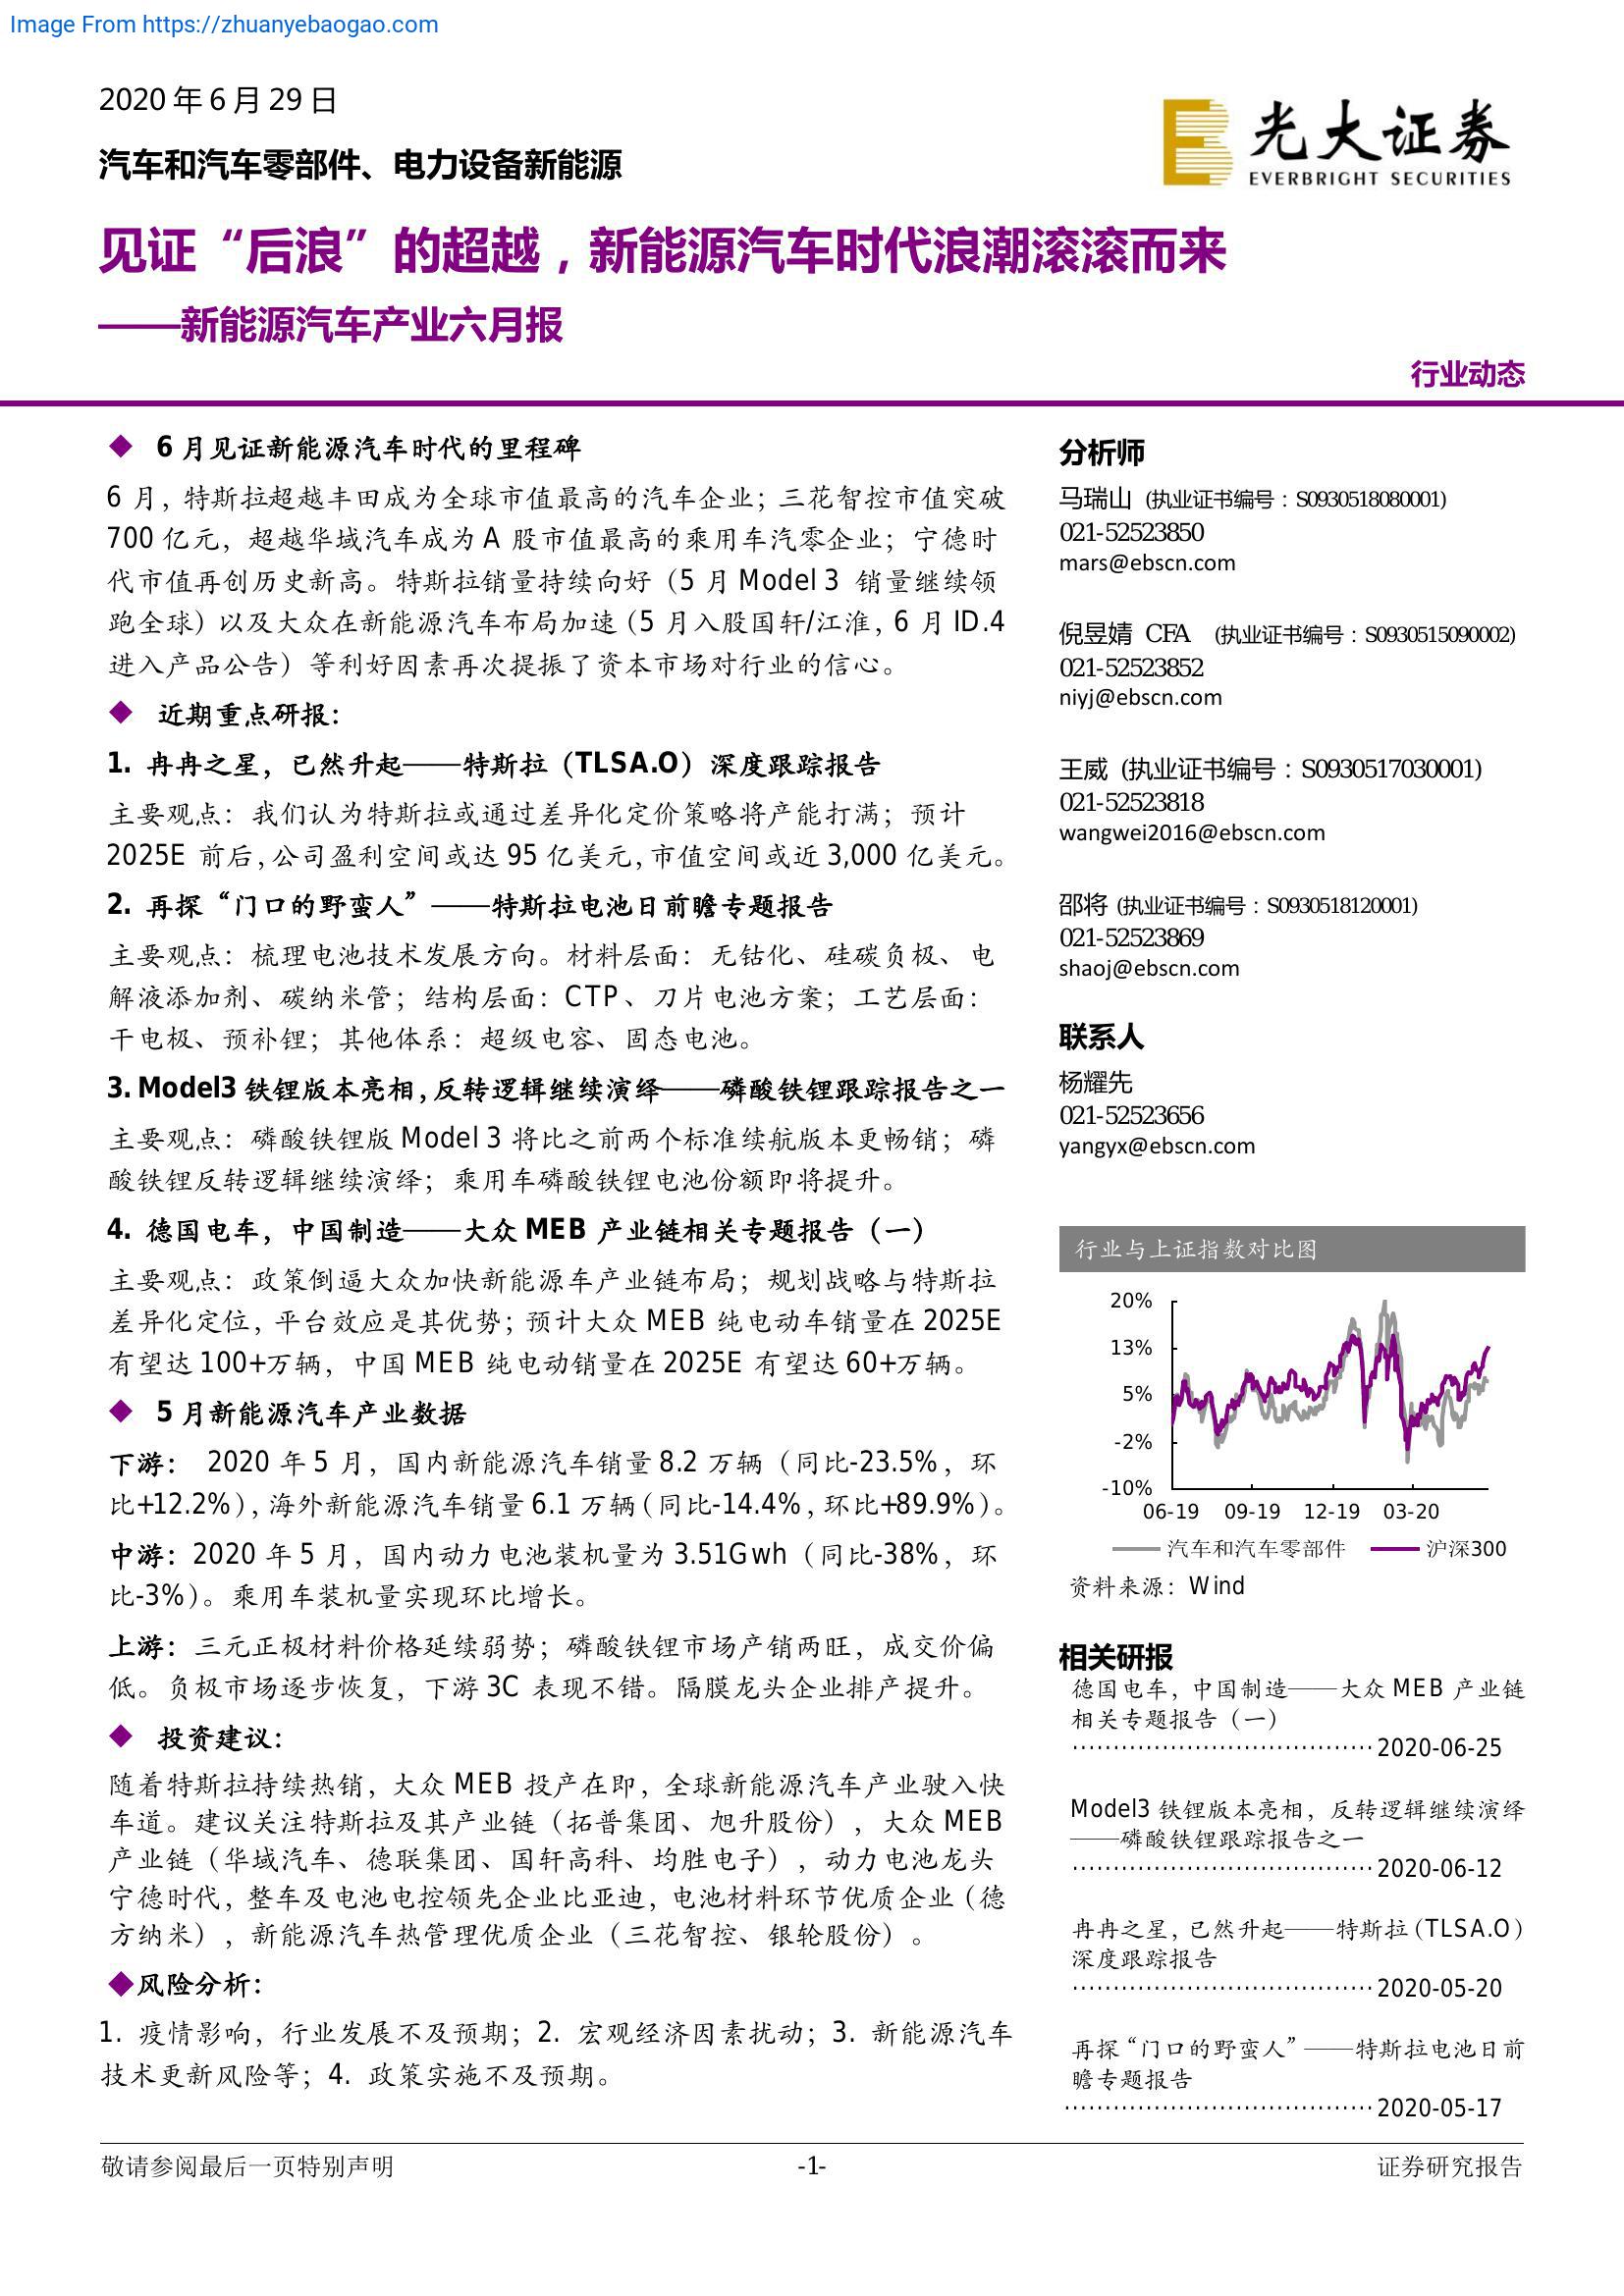 Image From https://zhuanyebaogao.com
2020 年 6 月 29 日
汽车和汽车零部件、电力设备新能源
光大证券
EVERBRIGHT SECURITIES
见证“后浪”的超越，新能源汽车时代浪潮滚滚而来
——新能源汽车产业六月报
行业动态
◆ 6 月见证新能源汽车时代的里程碑
6 月，特斯拉超越丰田成为全球市值最高的汽车企业；三花智控市值突破
700 亿元，超越华域汽车成为 A 股市值最高的乘用车汽零企业；宁德时
代市值再创历史新高。特斯拉销量持续向好（5 月 Model 3 销量继续领
跑全球）以及大众在新能源汽车布局加速（5 月入股国轩/江淮，6 月 ID.4
进入产品公告）等利好因素再次提振了资本市场对行业的信心。
◆ 近期重点研报：
1. 冉冉之星，已然升起——特斯拉（TLSA.O）深度跟踪报告
主要观点：我们认为特斯拉或通过差异化定价策略将产能打满；预计
2025E 前后，公司盈利空间或达 95 亿美元，市值空间或近 3,000 亿美元。
2. 再探“门口的野蛮人”——特斯拉电池日前瞻专题报告
主要观点：梳理电池技术发展方向。材料层面：无钴化、硅碳负极、电
解液添加剂、碳纳米管；结构层面：CTP、刀片电池方案；工艺层面：
干电极、预补锂；其他体系：超级电容、固态电池。
3. Model3 铁锂版本亮相，反转逻辑继续演绎——磷酸铁锂跟踪报告之一
主要观点：磷酸铁锂版 Model 3 将比之前两个标准续航版本更畅销；磷
酸铁锂反转逻辑继续演绎；乘用车磷酸铁锂电池份额即将提升。
4. 德国电车，中国制造——大众 MEB 产业链相关专题报告（一）
主要观点：政策倒逼大众加快新能源车产业链布局；规划战略与特斯拉
差异化定位，平台效应是其优势；预计大众 MEB 纯电动车销量在 2025E
有望达 100+万辆，中国 MEB 纯电动销量在 2025E 有望达 60+万辆。
◆ 5 月新能源汽车产业数据
下游： 2020 年 5 月，国内新能源汽车销量 8.2 万辆（同比-23.5%，环
比+12.2%），海外新能源汽车销量 6.1 万辆（同比-14.4%，环比+89.9%）。
中游：2020 年 5 月，国内动力电池装机量为 3.51Gwh（同比-38%，环
比-3%）。乘用车装机量实现环比增长。
上游：三元正极材料价格延续弱势；磷酸铁锂市场产销两旺，成交价偏
低。负极市场逐步恢复，下游 3C 表现不错。隔膜龙头企业排产提升。
◆ 投资建议：
随着特斯拉持续热销，大众 MEB 投产在即，全球新能源汽车产业驶入快
车道。建议关注特斯拉及其产业链（拓普集团、旭升股份），大众 MEB
产业链（华域汽车、德联集团、国轩高科、均胜电子），动力电池龙头
宁德时代，整车及电池电控领先企业比亚迪，电池材料环节优质企业（德
方纳米），新能源汽车热管理优质企业（三花智控、银轮股份）。
◆风险分析：
1. 疫情影响，行业发展不及预期；2. 宏观经济因素扰动；3. 新能源汽车
技术更新风险等；4. 政策实施不及预期。
分析师
马瑞山 (执业证书编号：S0930518080001)
021-52523850
mars@ebscn.com
倪昱婧 CFA (执业证书编号：S0930515090002)
021-52523852
niyj@ebscn.com
王威 (执业证书编号：S0930517030001)
021-52523818
wangwei2016@ebscn.com
邵将 (执业证书编号：S0930518120001)
021-52523869
shaoj@ebscn.com
联系人
杨耀先
021-52523656
yangyx@ebscn.com
行业与上证指数对比图
20%
13%
5%
-2%
-10%
06-19 09-19 12-19 03-20
汽车和汽车零部件 沪深300
资料来源：Wind
相关研报
德国电车，中国制造——大众 MEB 产业链
相关专题报告（一）
····································2020-06-25
Model3 铁锂版本亮相，反转逻辑继续演绎
——磷酸铁锂跟踪报告之一
····································2020-06-12
冉冉之星，已然升起——特斯拉（TLSA.O）
深度跟踪报告
····································2020-05-20
再探“门口的野蛮人”——特斯拉电池日前
瞻专题报告
·····································2020-05-17
敬请参阅最后一页特别声明
-1-
证券研究报告